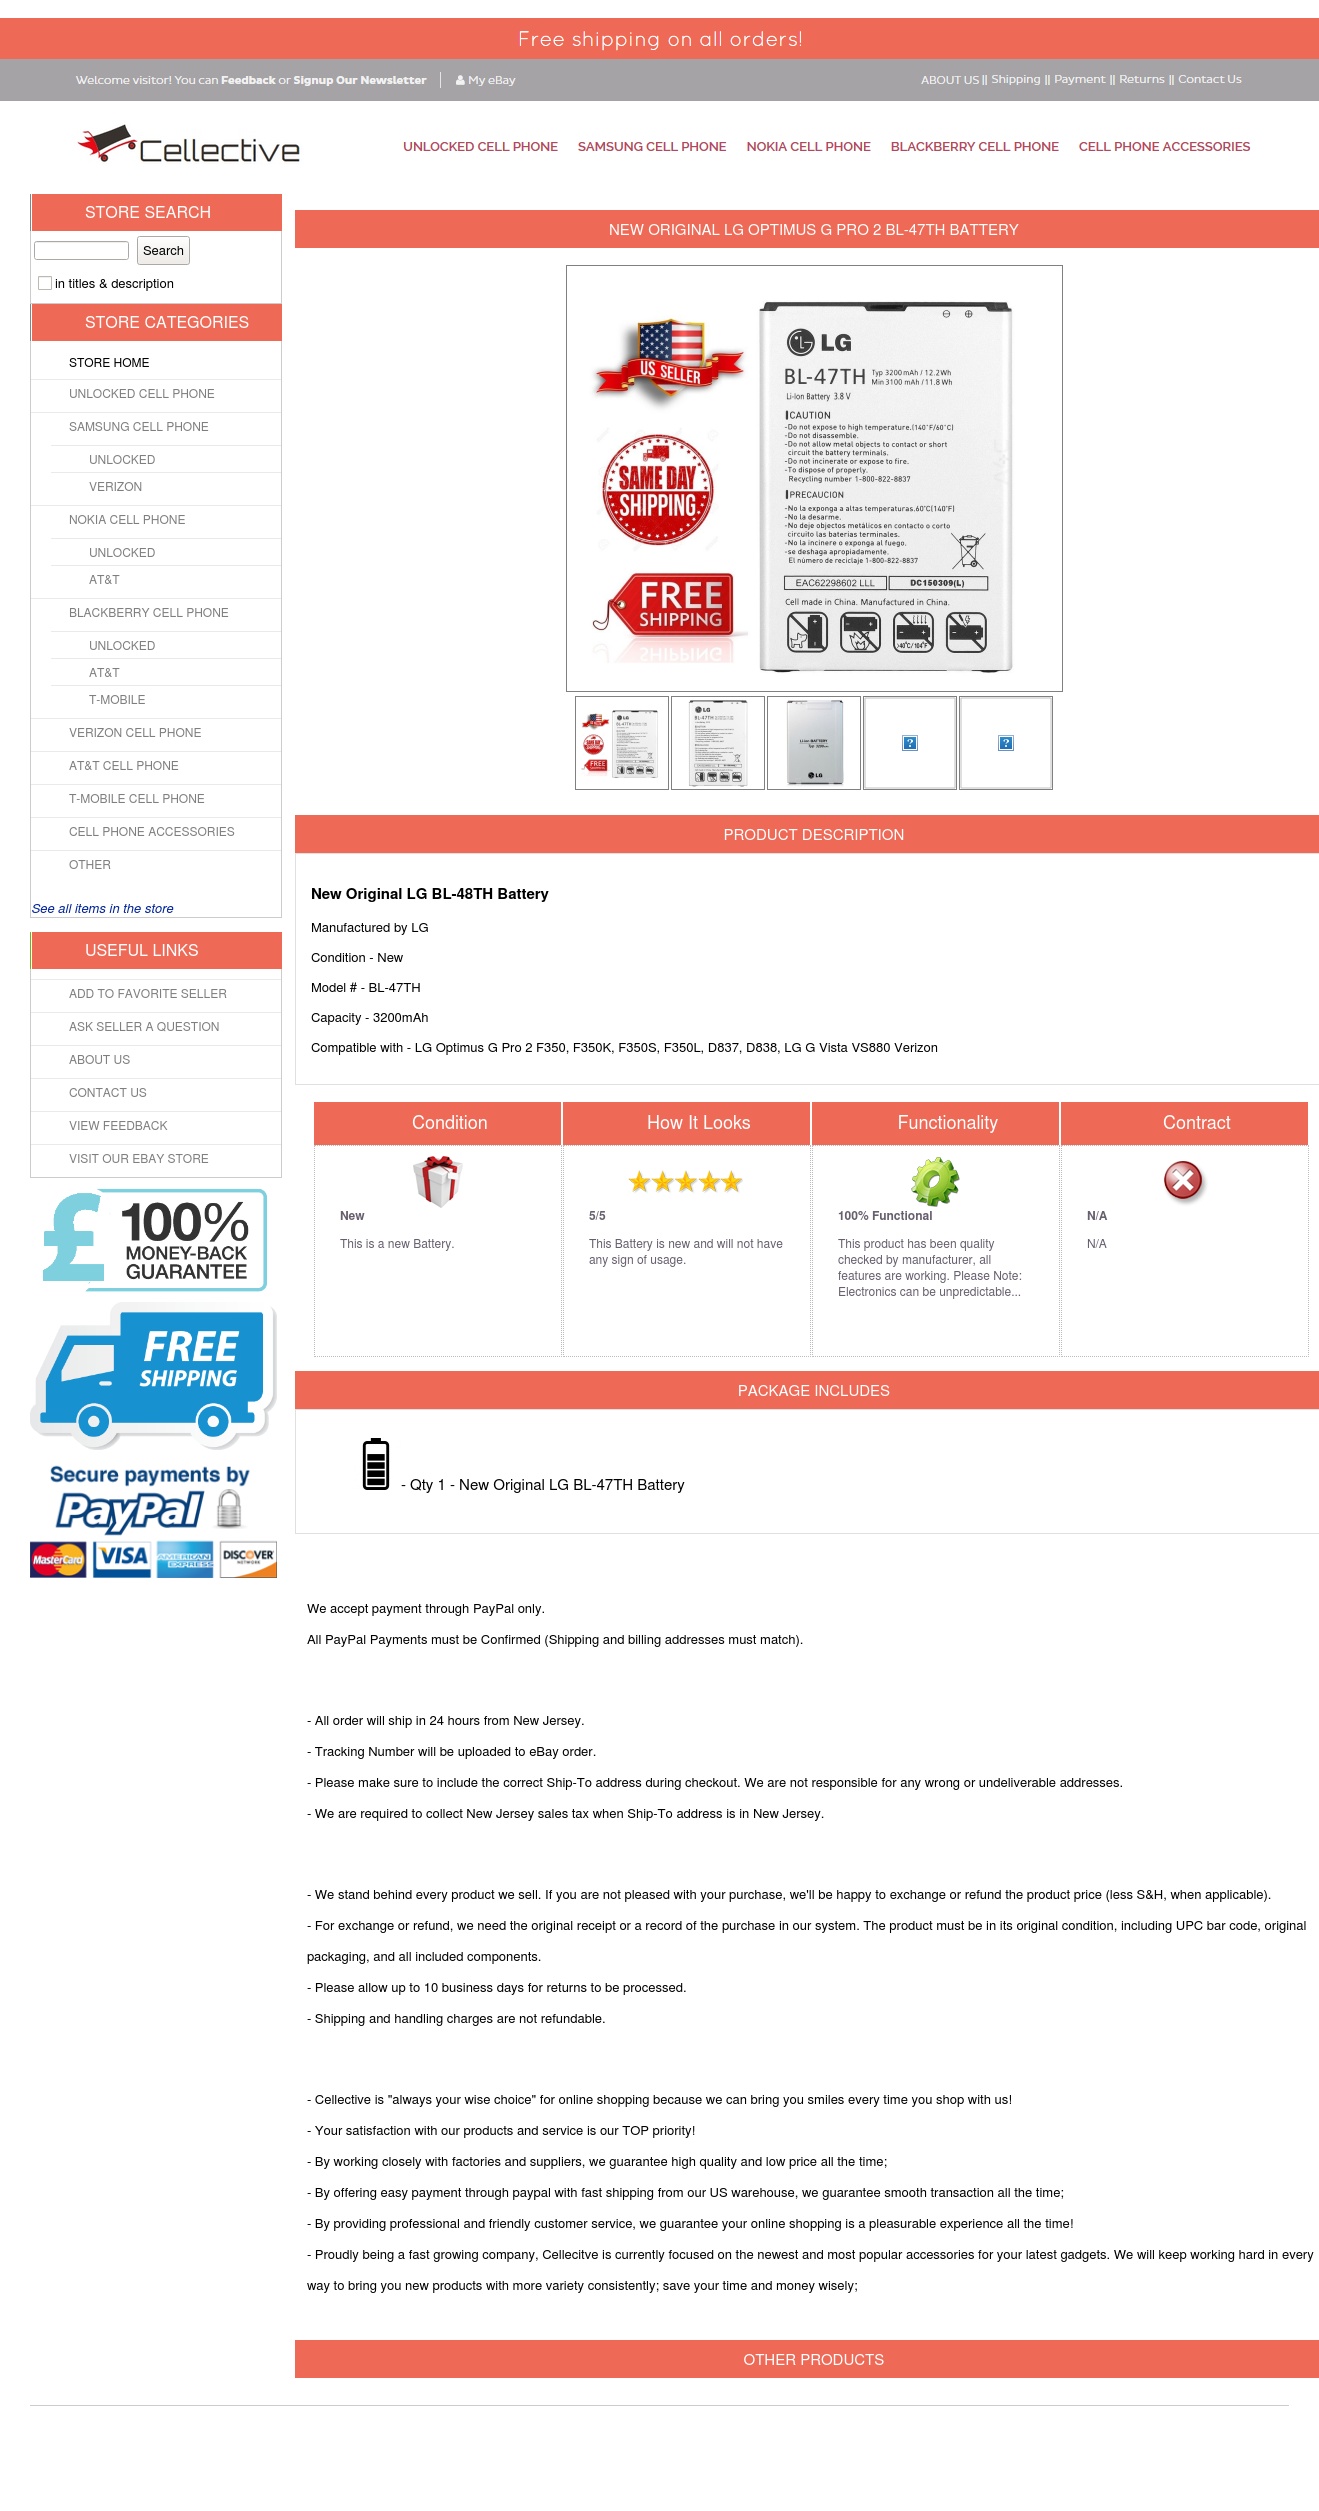 Free shipping on all orders!
Welcome visitor! You can Feedback or Signup Our Newsletter
My eBay
ABOUT US || Shipping || Payment || Returns || Contact Us
Cellective
UNLOCKED CELL PHONE
SAMSUNG CELL PHONE
NOKIA CELL PHONE
BLACKBERRY CELL PHONE
CELL PHONE ACCESSORIES
STORE SEARCH
Search
in titles & description
STORE CATEGORIES
STORE HOME
UNLOCKED CELL PHONE
SAMSUNG CELL PHONE
UNLOCKED
VERIZON
NOKIA CELL PHONE
UNLOCKED
AT&T
BLACKBERRY CELL PHONE
UNLOCKED
AT&T
T-MOBILE
VERIZON CELL PHONE
AT&T CELL PHONE
T-MOBILE CELL PHONE
CELL PHONE ACCESSORIES
OTHER
See all items in the store
USEFUL LINKS
ADD TO FAVORITE SELLER
ASK SELLER A QUESTION
ABOUT US
CONTACT US
VIEW FEEDBACK
VISIT OUR EBAY STORE
£ 100%
MONEY-BACK
GUARANTEE
FREE
SHIPPING
Secure payments by
PayPal
MasterCard
VISA
AMERICAN EXPRESS
DISCOVER
NETWORK
NEW ORIGINAL LG OPTIMUS G PRO 2 BL-47TH BATTERY
US SELLER
SAME DAY
SHIPPING
FREE
SHIPPING
LG
BL-47TH
Typ 3200 mAh / 12.2Wh
Min 3100 mAh / 11.8 Wh
Li-Ion Battery 3.8 V
CAUTION
-Do not expose to high temperature.(140°F/60°C)
-Do not disassemble.
-Do not allow metal objects to contact or short
circuit the battery terminals.
-Do not incinerate or expose to fire.
-To dispose of properly.
Recycling number 1-800-822-8837
PRECAUCION
-No la exponga a altas temperaturas.60°C(140°F)
-No la desarme.
-No deje objectos metálicos en contacto o corto
circuito las baterías terminales.
-No la incinere o exponga al fuego.
-se deshaga apropiadamente.
El número de reciclaje 1-800-822-8837
EAC62298602 LLL
DC150309(L)
Cell made in China. Manufactured in China.
>40°C/104°F
PRODUCT DESCRIPTION
New Original LG BL-48TH Battery
Manufactured by LG
Condition - New
Model # - BL-47TH
Capacity - 3200mAh
Compatible with - LG Optimus G Pro 2 F350, F350K, F350S, F350L, D837, D838, LG G Vista VS880 Verizon
Condition
New
This is a new Battery.
How It Looks
5/5
This Battery is new and will not have
any sign of usage.
Functionality
100% Functional
This product has been quality
checked by manufacturer, all
features are working. Please Note:
Electronics can be unpredictable...
Contract
N/A
N/A
PACKAGE INCLUDES
- Qty 1 - New Original LG BL-47TH Battery
We accept payment through PayPal only.
All PayPal Payments must be Confirmed (Shipping and billing addresses must match).
- All order will ship in 24 hours from New Jersey.
- Tracking Number will be uploaded to eBay order.
- Please make sure to include the correct Ship-To address during checkout. We are not responsible for any wrong or undeliverable addresses.
- We are required to collect New Jersey sales tax when Ship-To address is in New Jersey.
- We stand behind every product we sell. If you are not pleased with your purchase, we'll be happy to exchange or refund the product price (less S&H, when applicable).
- For exchange or refund, we need the original receipt or a record of the purchase in our system. The product must be in its original condition, including UPC bar code, original
packaging, and all included components.
- Please allow up to 10 business days for returns to be processed.
- Shipping and handling charges are not refundable.
- Cellective is "always your wise choice" for online shopping because we can bring you smiles every time you shop with us!
- Your satisfaction with our products and service is our TOP priority!
- By working closely with factories and suppliers, we guarantee high quality and low price all the time;
- By offering easy payment through paypal with fast shipping from our US warehouse, we guarantee smooth transaction all the time;
- By providing professional and friendly customer service, we guarantee your online shopping is a pleasurable experience all the time!
- Proudly being a fast growing company, Cellecitve is currently focused on the newest and most popular accessories for your latest gadgets. We will keep working hard in every
way to bring you new products with more variety consistently; save your time and money wisely;
OTHER PRODUCTS